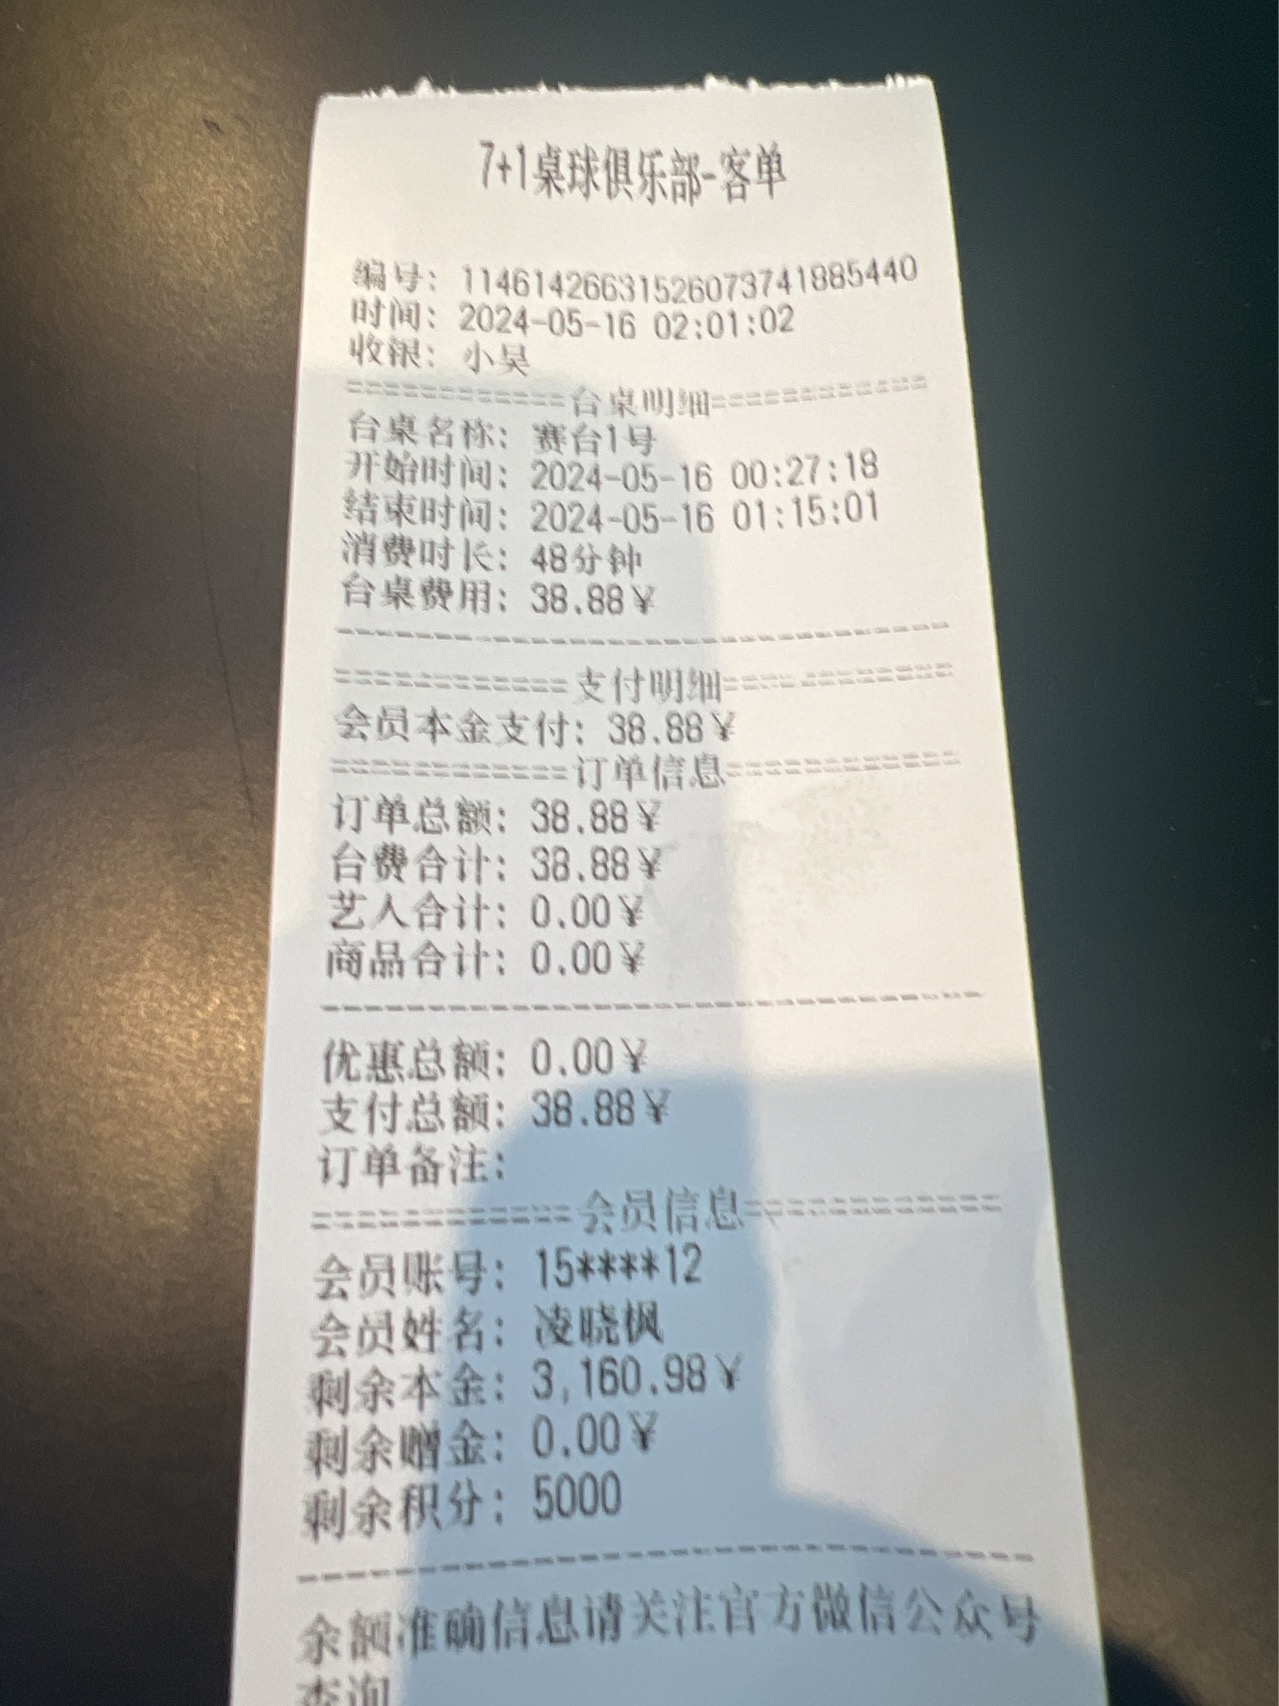 7+1桌球俱乐部-客单
编号: 1146142663152607374188​5440
时间: 2024-05-16 02:01:02
收银: 小吴
============台桌明细============
台桌名称: 赛台1号
开始时间: 2024-05-16 00:27:18
结束时间: 2024-05-16 01:15:01
消费时长: 48分钟
台桌费用: 38.88¥
--------------------------------
============支付明细============
会员本金支付: 38.88¥
============订单信息============
订单总额: 38.88¥
台费合计: 38.88¥
艺人合计: 0.00¥
商品合计: 0.00¥
--------------------------------
优惠总额: 0.00¥
支付总额: 38.88¥
订单备注:
============会员信息============
会员账号: 15****12
会员姓名: 凌晓枫
剩余本金: 3,160.98¥
剩余赠金: 0.00¥
剩余积分: 5000
--------------------------------
余额准确信息请关注官方微信公众号
查询